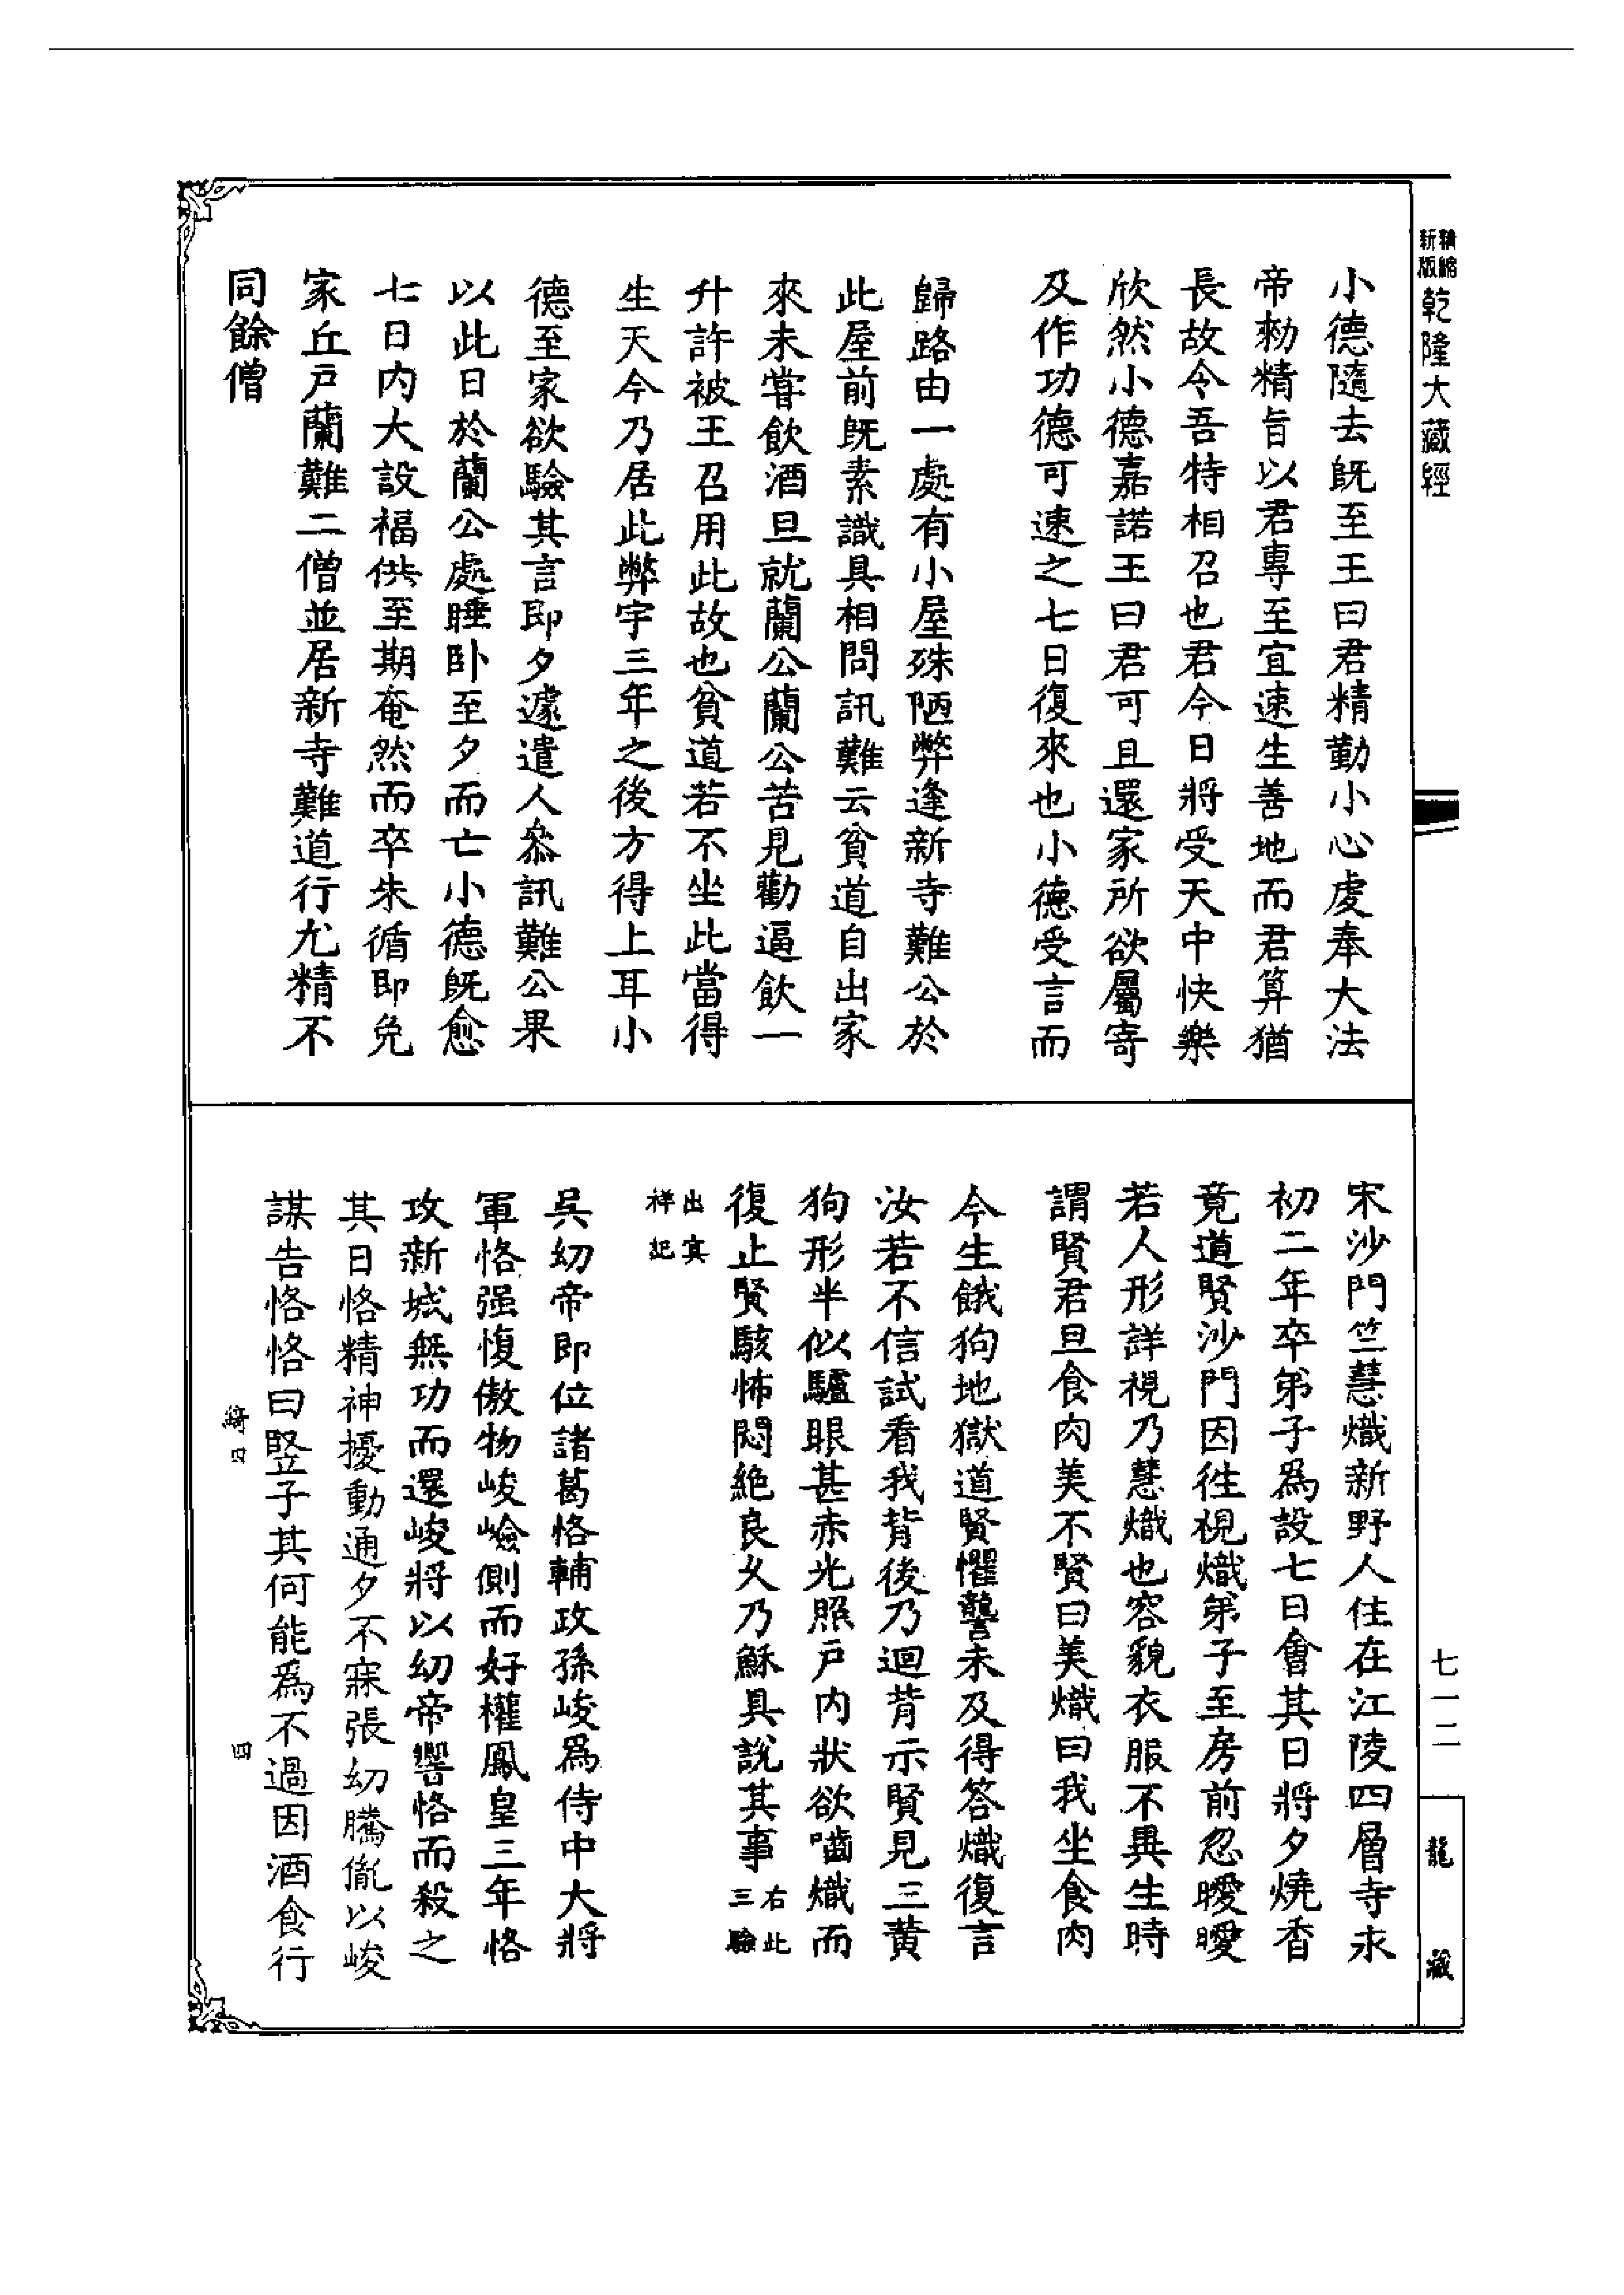 精縮
新版
乾隆大藏經
小德隨去既至王曰君精勤小心虔奉大法
帝勑精旨以君專至宜速生善地而君算猶
長故令吾特相召也君今日將受天中快樂
欣然小德嘉諾王曰君可且還家所欲屬寄
及作功德可速之七日復來也小德受言而
歸路由一處有小屋殊陋弊逢新寺難公於
此屋前既素識具相問訊難云貧道自出家
來未甞飲酒旦就蘭公蘭公苦見勸逼飲一
升許被王召用此故也貧道若不坐此當得
生天今乃居此弊宇三年之後方得上耳小
德至家欲驗其言即夕遽遣人叅訊難公果
以此日於蘭公處睡卧至夕而亡小德既愈
七日內大設福供至期奄然而卒朱循即免
家丘戸蘭難二僧並居新寺難道行尤精不
同餘僧
宋沙門竺慧熾新野人住在江陵四層寺永
初二年卒弟子為設七日會其日將夕燒香
竟道賢沙門因往視熾弟子至房前忽曖曖
若人形詳視乃慧熾也容貌衣服不異生時
謂賢君旦食肉美不賢曰美熾曰我坐食肉
今生餓狗地獄道賢懼讋未及得答熾復言
汝若不信試看我背後乃迴背示賢見三黃
狗形半似驢眼甚赤光照戸內狀欲嚙熾而
復止賢駭怖悶絕良久乃穌具說其事右此三驗
出冥祥記
吳幼帝即位諸葛恪輔政孫峻為侍中大將
軍恪强愎傲物峻嶮側而好權鳳皇三年恪
攻新城無功而還峻將以幼帝響恪而殺之
其日恪精神擾動通夕不寐張幼騰胤以峻
謀告恪恪曰竪子其何能為不過因酒食行
綺四
四
七一二
龍藏